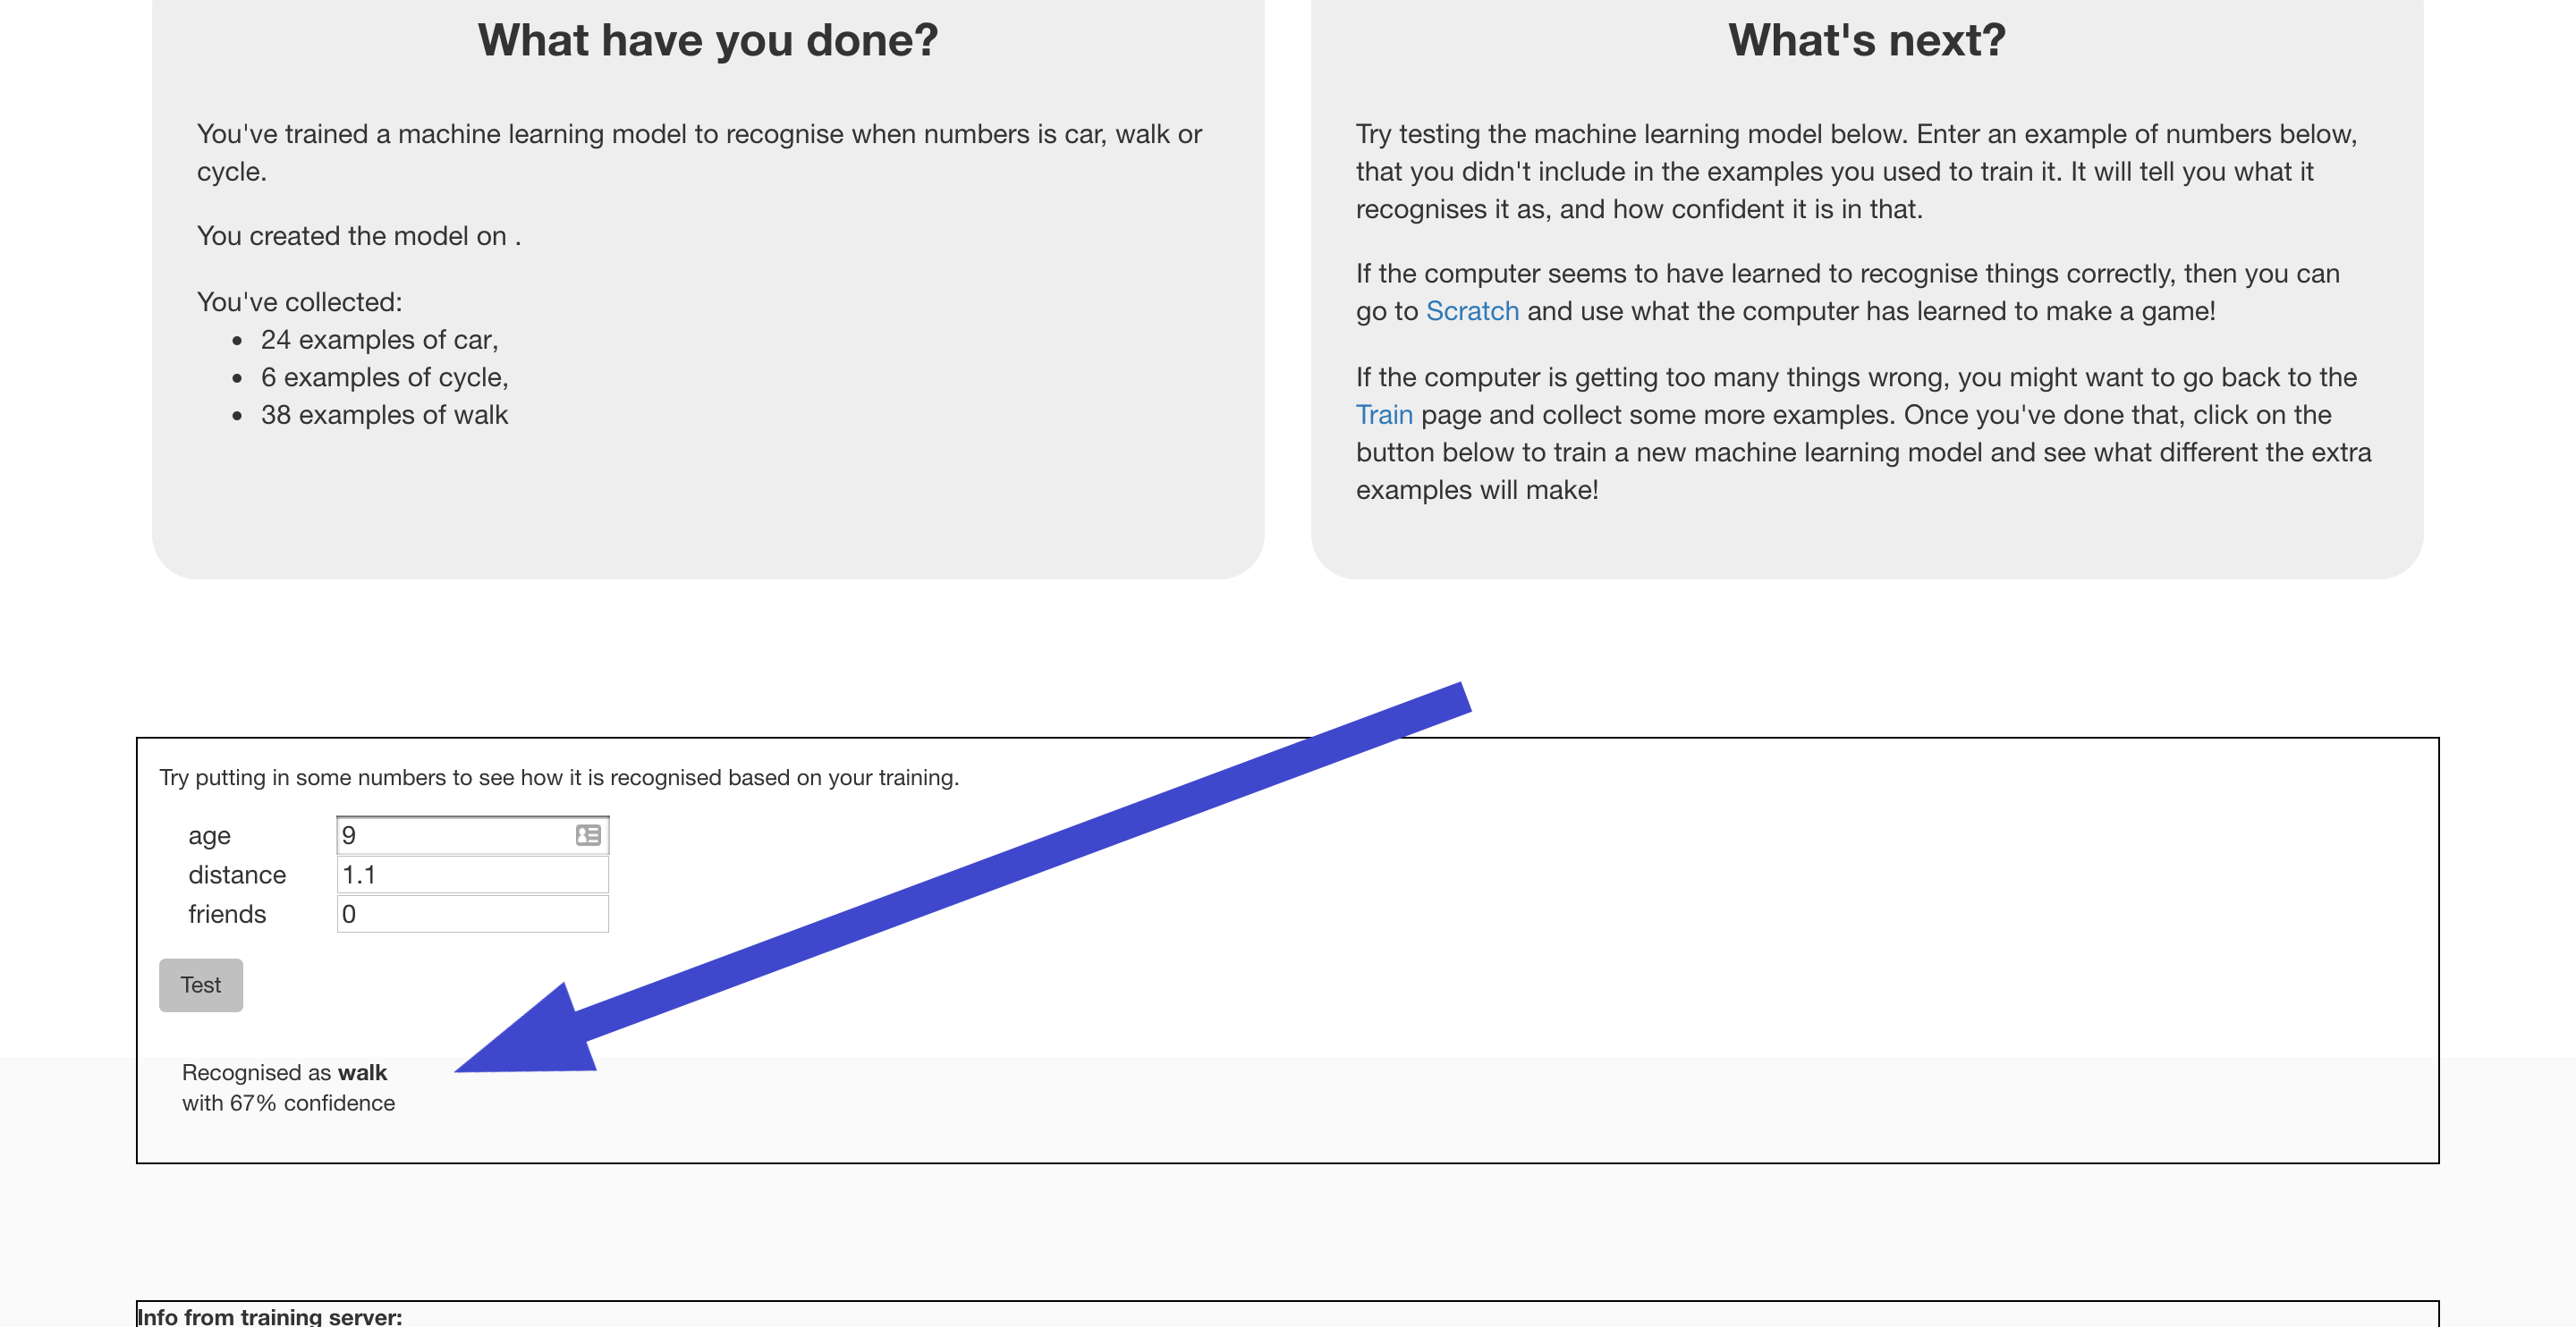 What have you done?
You've trained a machine learning model to recognise when numbers is car, walk or
cycle.
You created the model on .
You've collected:
• 24 examples of car,
• 6 examples of cycle,
• 38 examples of walk
What's next?
Try testing the machine learning model below. Enter an example of numbers below,
that you didn't include in the examples you used to train it. It will tell you what it
recognises it as, and how confident it is in that.
If the computer seems to have learned to recognise things correctly, then you can
go to Scratch and use what the computer has learned to make a game!
If the computer is getting too many things wrong, you might want to go back to the
Train page and collect some more examples. Once you've done that, click on the
button below to train a new machine learning model and see what different the extra
examples will make!
Try putting in some numbers to see how it is recognised based on your training.
age 9
distance 1.1
friends 0
Test
Recognised as walk
with 67% confidence
Info from training server: